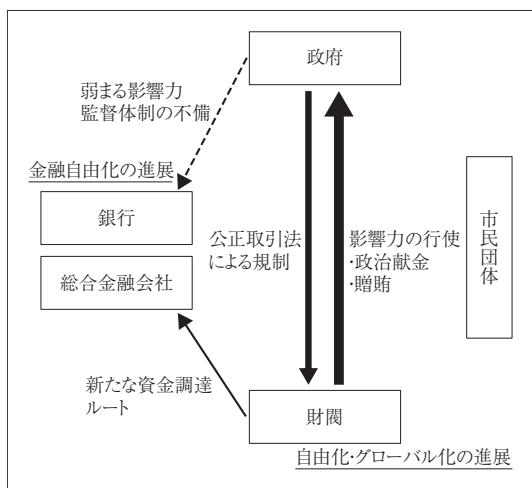 政府
弱まる影響力
監督体制の不備
金融自由化の進展
銀行
総合金融会社
公正取引法
による規制
影響力の行使
・政治献金
・贈賄
市民団体
新たな資金調達
ルート
財閥
自由化・グローバル化の進展